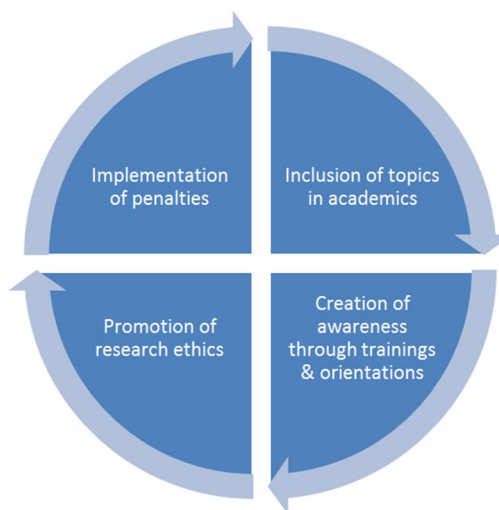 Implementation
of penalties
Inclusion of topics
in academics
Promotion of
research ethics
Creation of
awareness
through trainings
& orientations